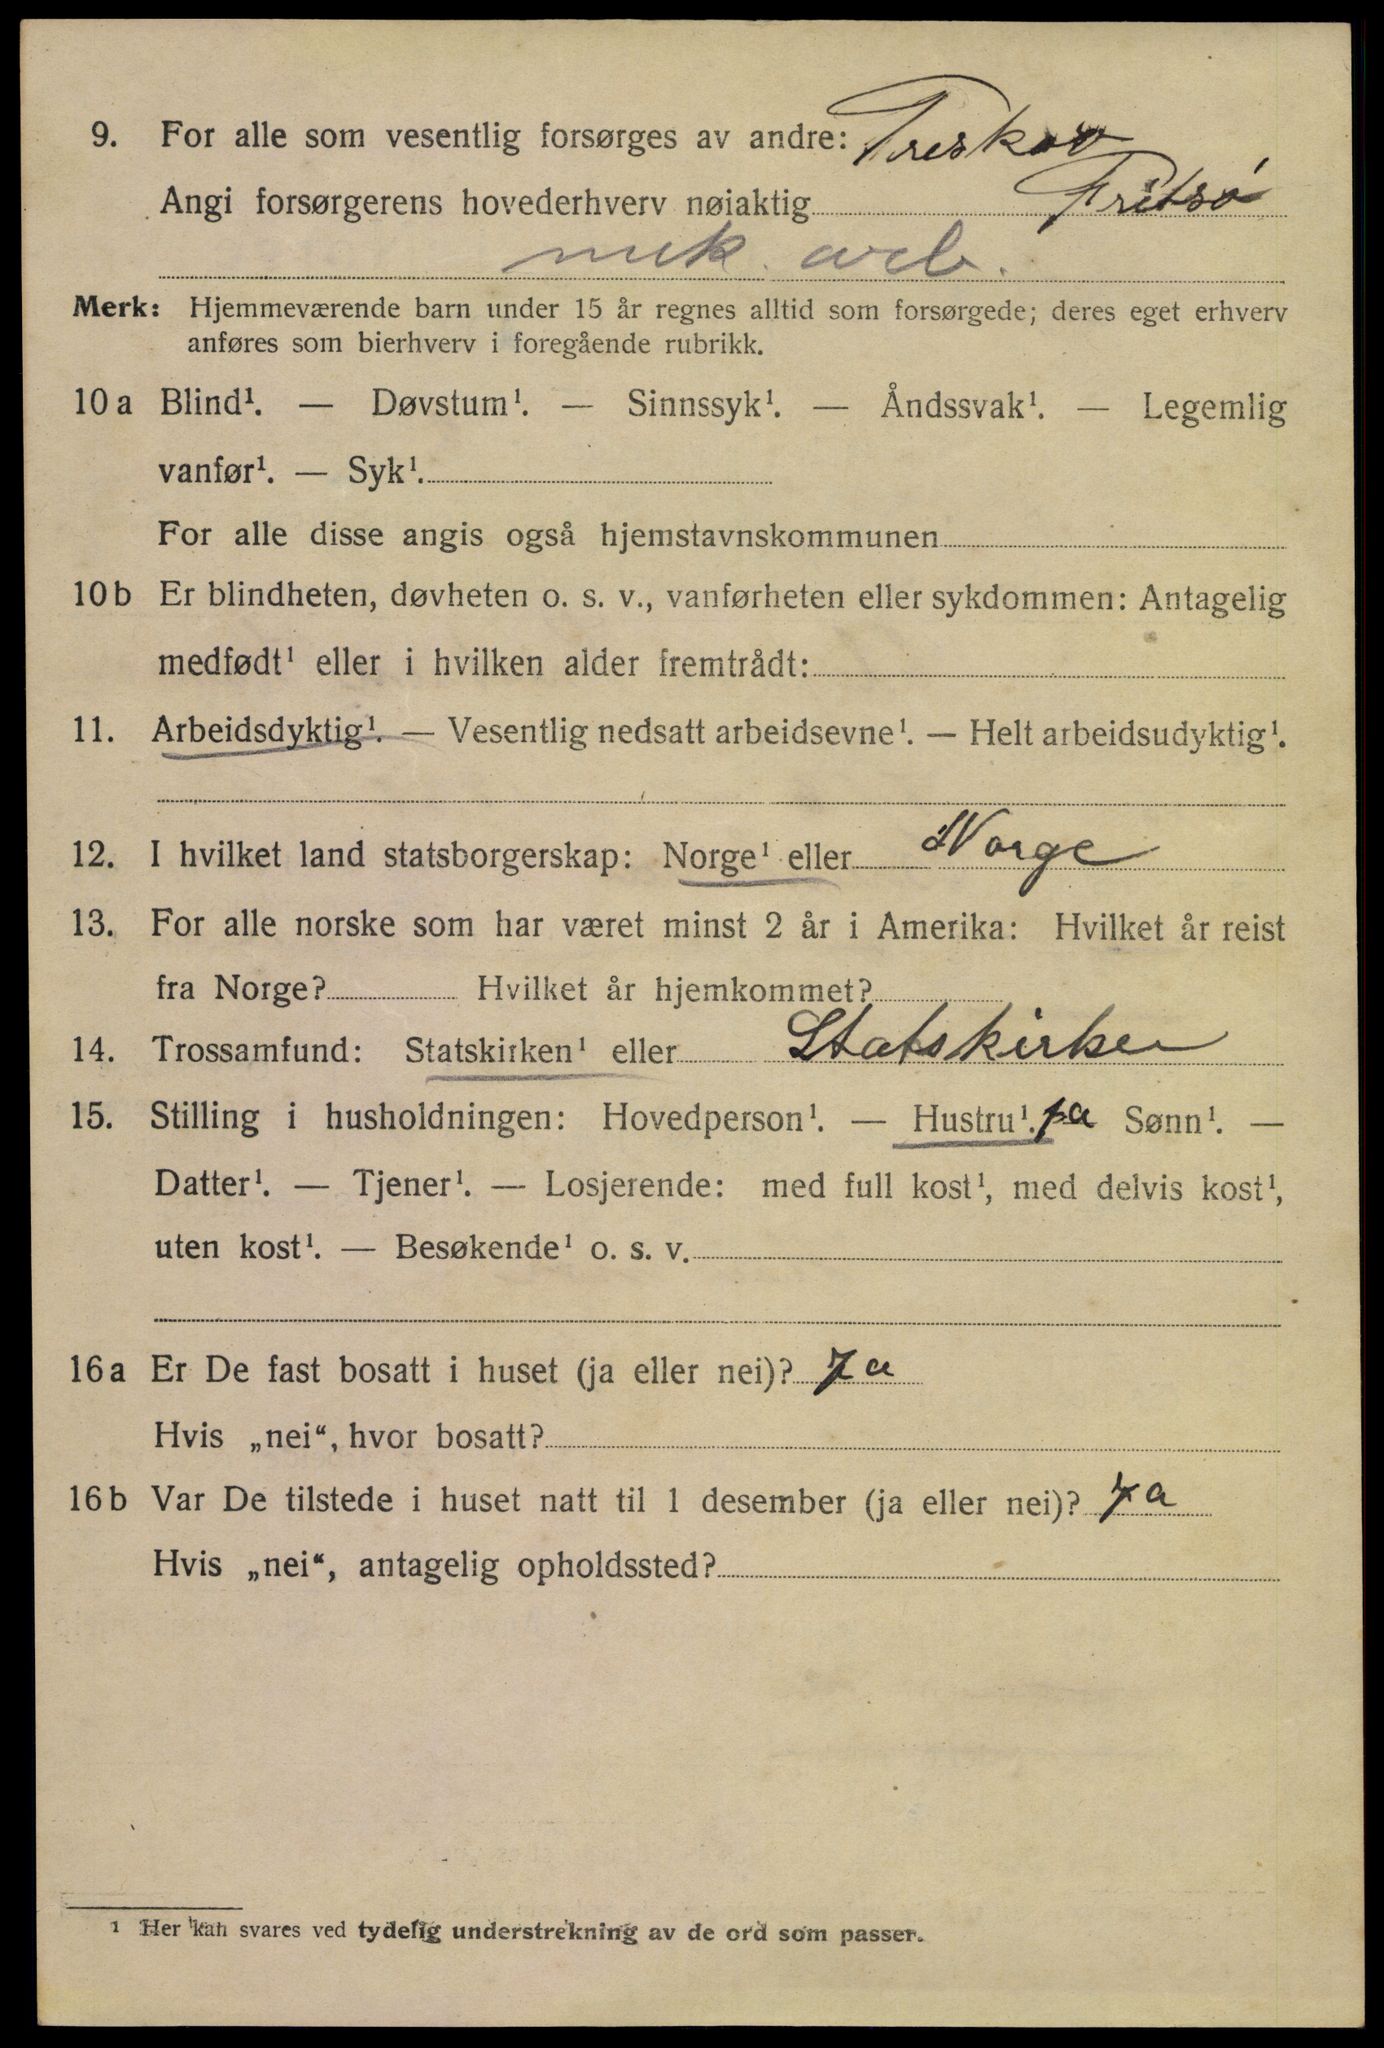 9. For alle som vesentlig forsørges av andre: Treskow
Angi forsørgerens hovederhverv nøiaktig Fritsø
mek. arb.
Merk: Hjemmeværende barn under 15 år regnes alltid som forsørgede; deres eget erhverv
anføres som bierhverv i foregående rubrikk.
10 a Blind¹. — Døvstum¹. — Sinnssyk¹. — Åndssvak¹. — Legemlig
vanfør¹. — Syk¹.
For alle disse angis også hjemstavnskommunen
10 b Er blindheten, døvheten o. s. v., vanførheten eller sykdommen: Antagelig
medfødt¹ eller i hvilken alder fremtrådt:
11. Arbeidsdyktig¹. — Vesentlig nedsatt arbeidsevne¹. — Helt arbeidsudyktig¹.
12. I hvilket land statsborgerskap: Norge¹ eller Norge
13. For alle norske som har været minst 2 år i Amerika: Hvilket år reist
fra Norge? Hvilket år hjemkommet?
14. Trossamfund: Statskirken¹ eller Statskirken
15. Stilling i husholdningen: Hovedperson¹. — Hustru¹. ja Sønn¹. —
Datter¹. — Tjener¹. — Losjerende: med full kost¹, med delvis kost¹,
uten kost¹. — Besøkende¹ o. s. v.
16 a Er De fast bosatt i huset (ja eller nei)? Ja
Hvis „nei“, hvor bosatt?
16 b Var De tilstede i huset natt til 1 desember (ja eller nei)? Ja
Hvis „nei“, antagelig opholdssted?
¹ Her kan svares ved tydelig understrekning av de ord som passer.